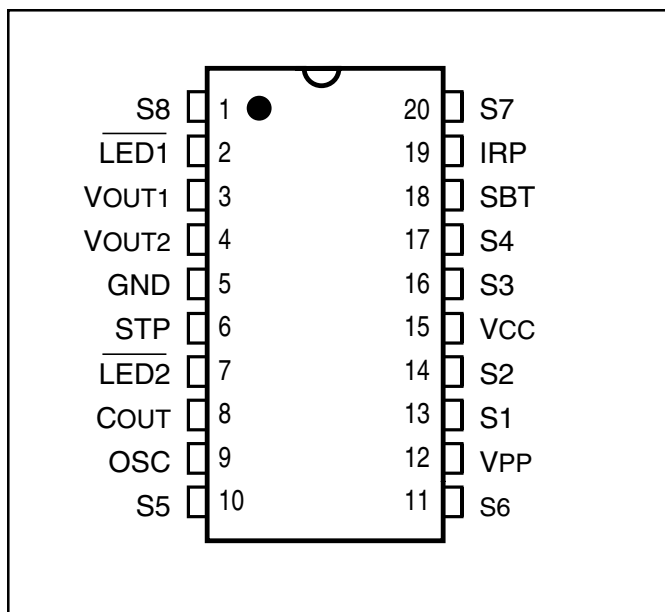 S8 1 20 S7
LED1 2 19 IRP
VOUT1 3 18 SBT
VOUT2 4 17 S4
GND 5 16 S3
STP 6 15 VCC
LED2 7 14 S2
COUT 8 13 S1
OSC 9 12 VPP
S5 10 11 S6